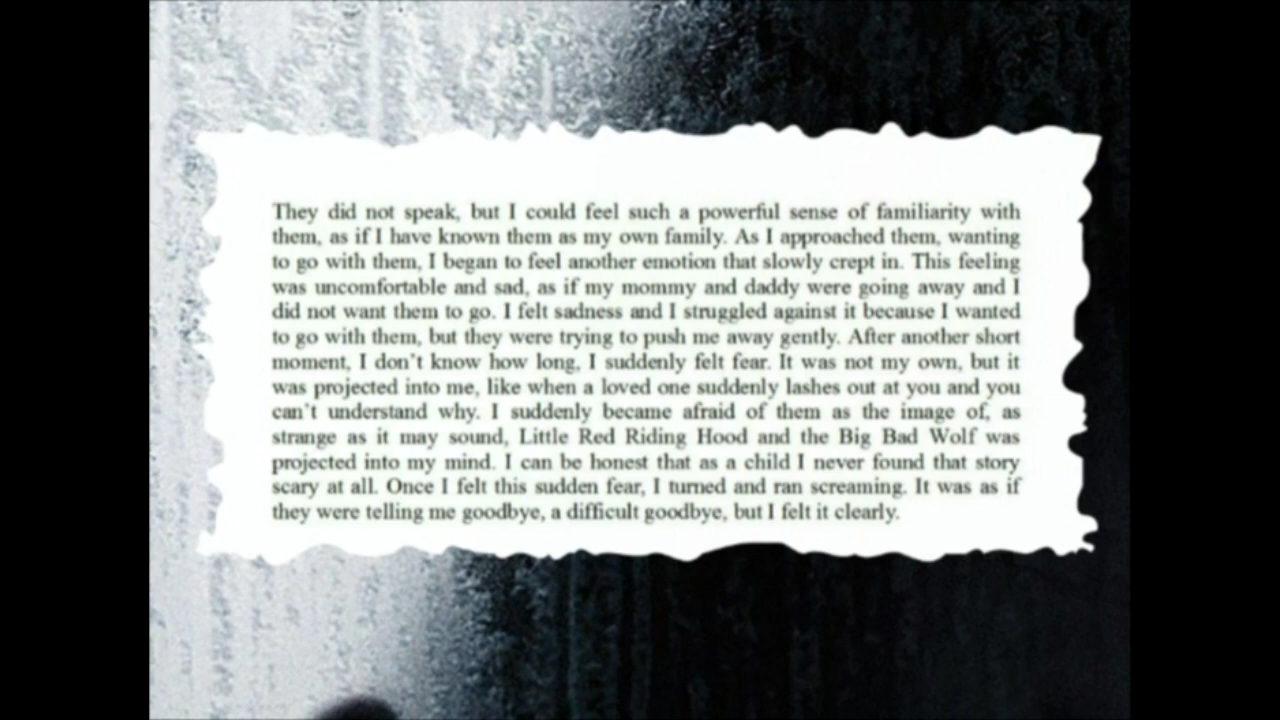 They did not speak, but I could feel such a powerful sense of familiarity with
them, as if I have known them as my own family. As I approached them, wanting
to go with them, I began to feel another emotion that slowly crept in. This feeling
was uncomfortable and sad, as if my mommy and daddy were going away and I
did not want them to go. I felt sadness and I struggled against it because I wanted
to go with them, but they were trying to push me away gently. After another short
moment, I don't know how long, I suddenly felt fear. It was not my own, but it
was projected into me, like when a loved one suddenly lashes out at you and you
can't understand why. I suddenly became afraid of them as the image of, as
strange as it may sound, Little Red Riding Hood and the Big Bad Wolf was
projected into my mind. I can be honest that as a child I never found that story
scary at all. Once I felt this sudden fear, I turned and ran screaming. It was as if
they were telling me goodbye, a difficult goodbye, but I felt it clearly.